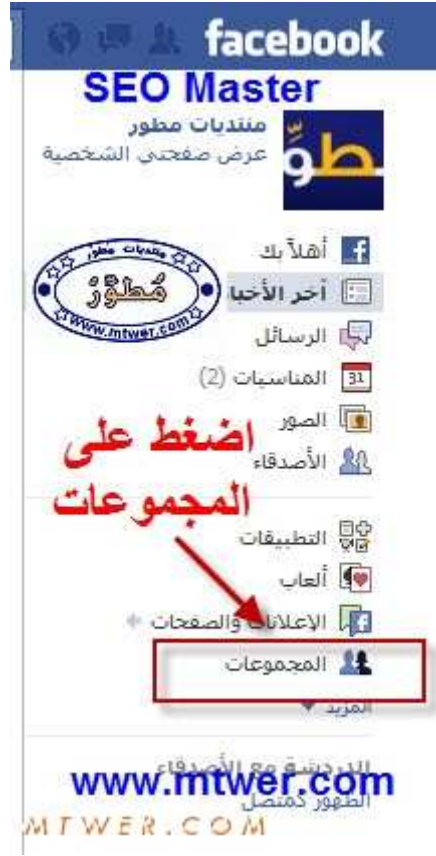 facebook
SEO Master
منتديات مطور
عرض صفحتي الشخصية
طوِّ
أهلاً بك
آخر الأخبا
منتديات مطور
مُطوِّرْ
www.mtwer.com
الرسائل
31
المناسبات (2)
الصور
اضغط على
الأصدقاء
المجموعات
التطبيقات
ألعاب
الإعلانات والصفحات
المجموعات
المزيد
الدردشة مع الأصدقاء
www.mtwer.com
الظهور كمتصل
MTWER.COM